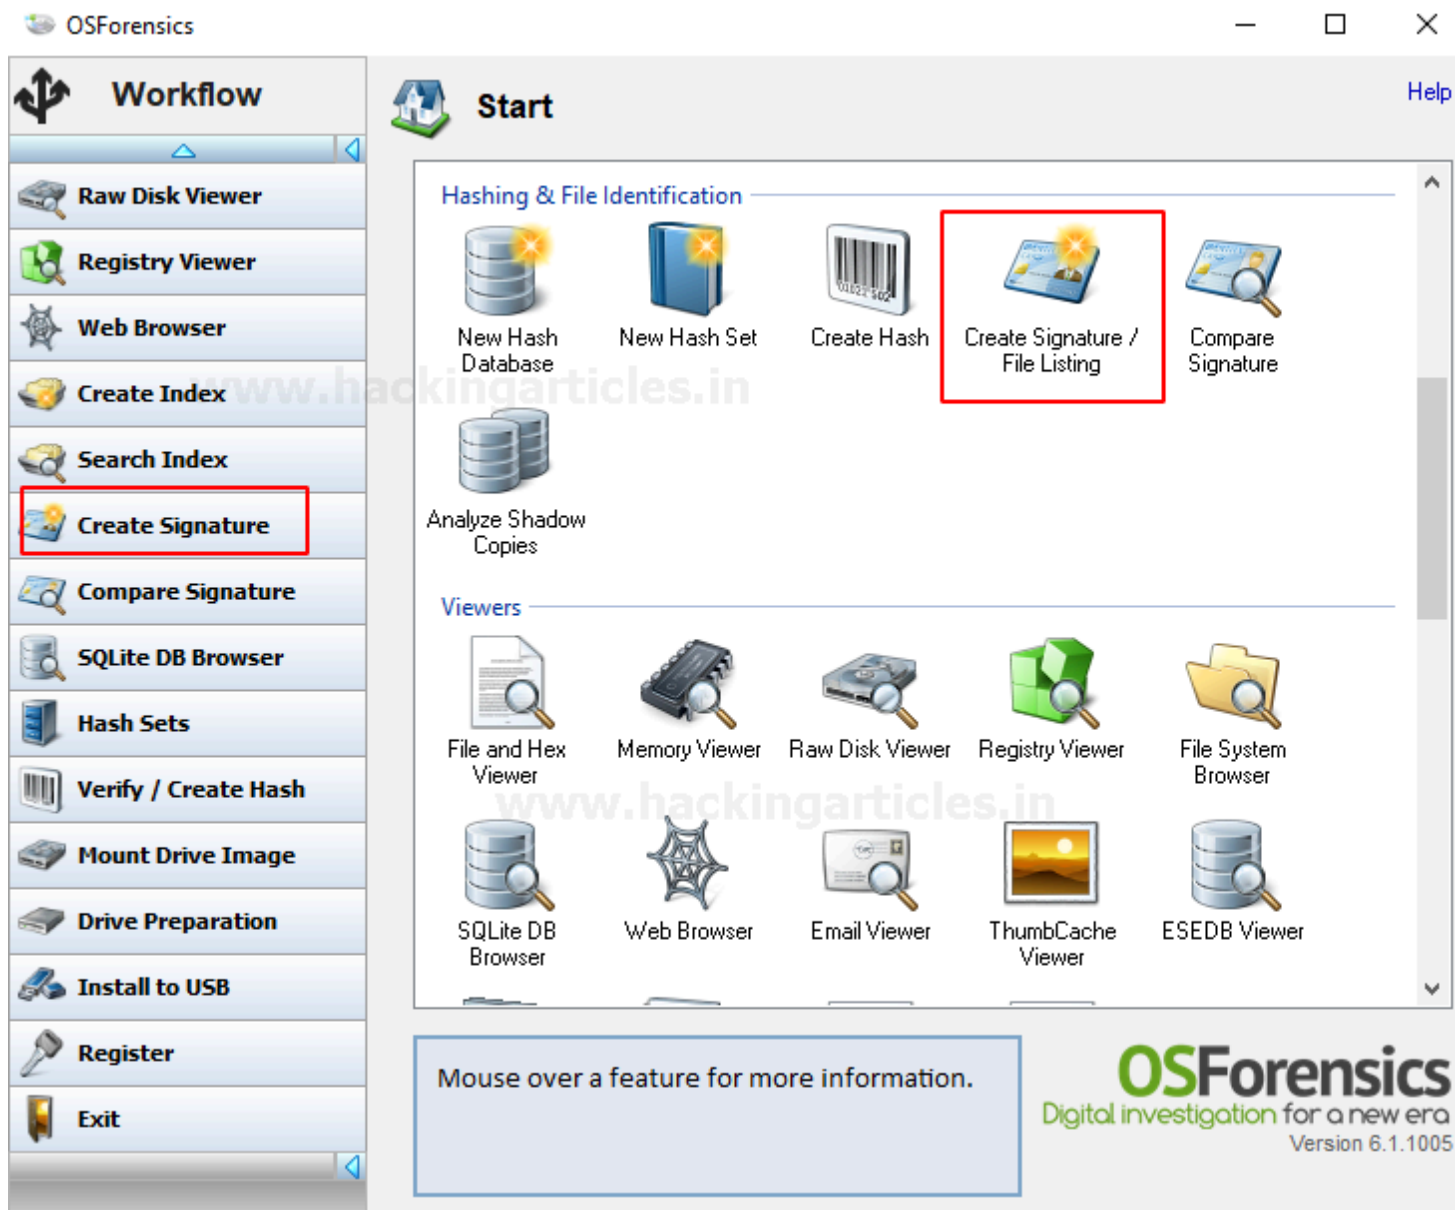 OSForensics
Workflow
Start
Help
Raw Disk Viewer
Registry Viewer
Web Browser
Create Index
Search Index
Create Signature
Compare Signature
SQLite DB Browser
Hash Sets
Verify / Create Hash
Mount Drive Image
Drive Preparation
Install to USB
Register
Exit
Hashing & File Identification
New Hash
Database
New Hash Set
Create Hash
Create Signature /
File Listing
Compare
Signature
www.hackingarticles.in
Analyze Shadow
Copies
Viewers
File and Hex
Viewer
Memory Viewer
Raw Disk Viewer
Registry Viewer
File System
Browser
www.hackingarticles.in
SQLite DB
Browser
Web Browser
Email Viewer
ThumbCache
Viewer
ESEDB Viewer
Mouse over a feature for more information.
OSForensics
Digital investigation for a new era
Version 6.1.1005